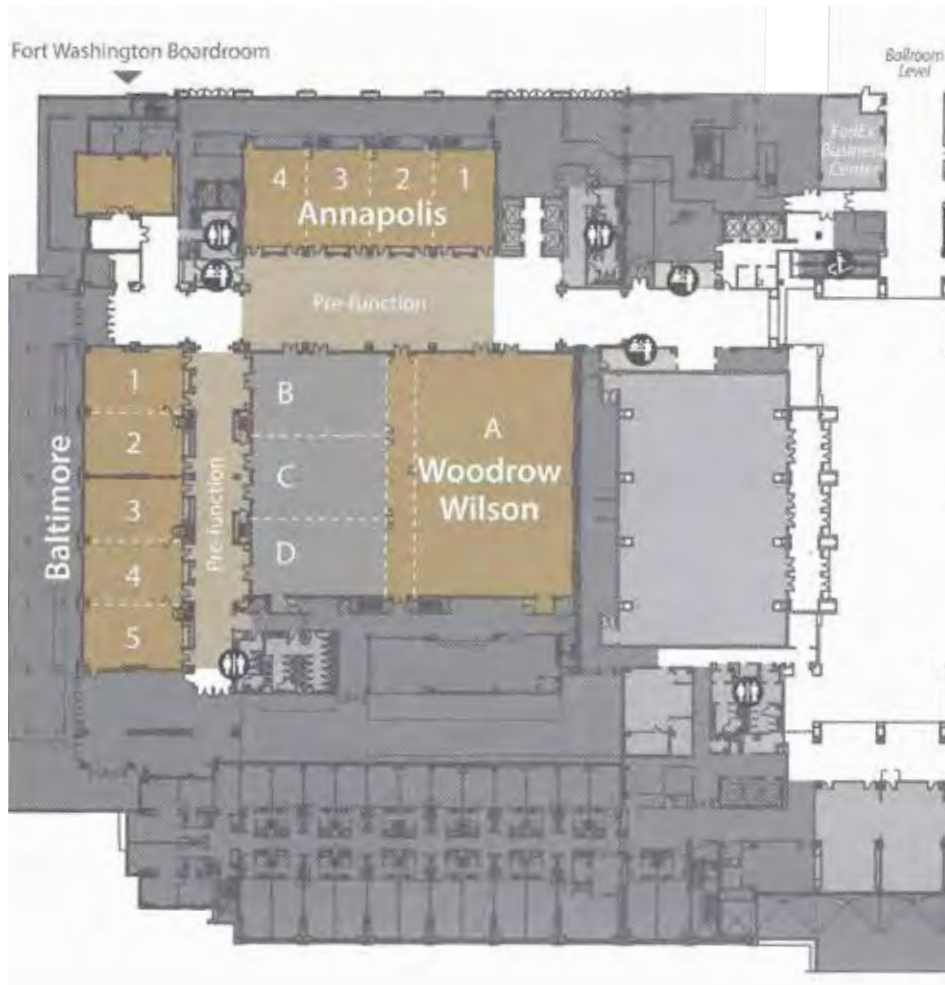 Fort Washington Boardroom
Ballroom
Level
FedEx
Business
Center
4 3 2 1
Annapolis
Pre-function
Baltimore
1
2
3
4
5
Pre-function
B
C
D
A
Woodrow
Wilson